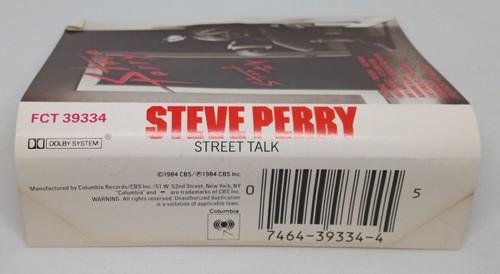 FCT 39334
STEVE PERRY
DOLBY SYSTEM
STREET TALK
©1984 CBS/℗1984 CBS Inc.
Manufactured by Columbia Records/CBS Inc./51 W. 52nd Street, New York, NY
"Columbia" and are trademarks of CBS Inc.
WARNING: All rights reserved. Unauthorized duplication
is a violation of applicable laws.
Columbia
0 5
7464-39334-4